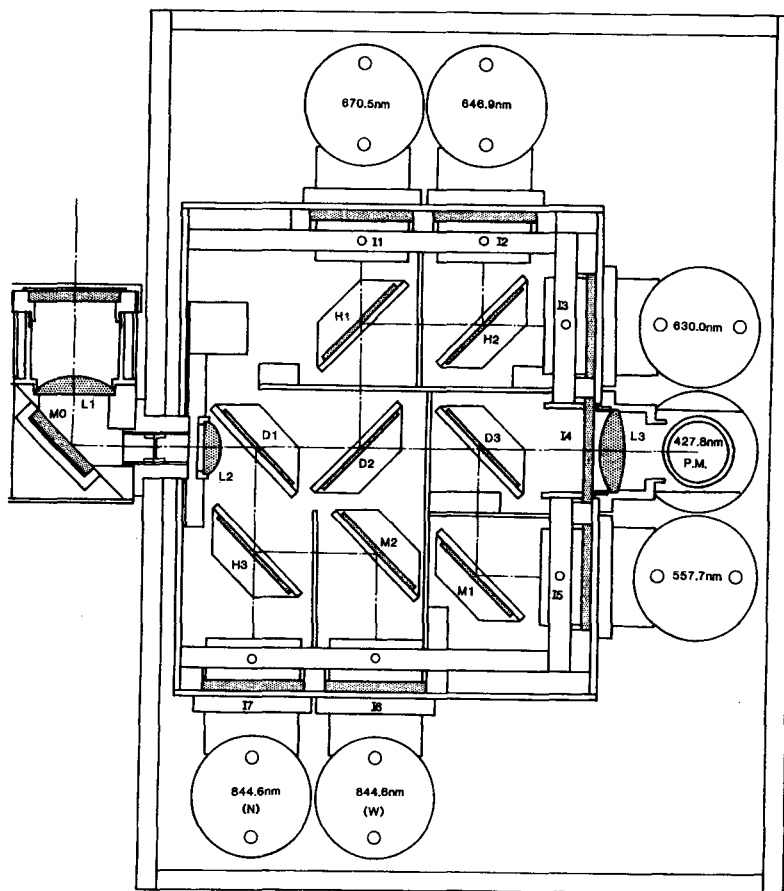 670.5nm
646.9nm
I1
I2
I3
H1
H2
630.0nm
L1
M0
L2
D1
D2
D3
I4
L3
427.8nm
P.M.
H3
M2
M1
I5
557.7nm
I7
I6
844.6nm
(N)
844.6nm
(W)